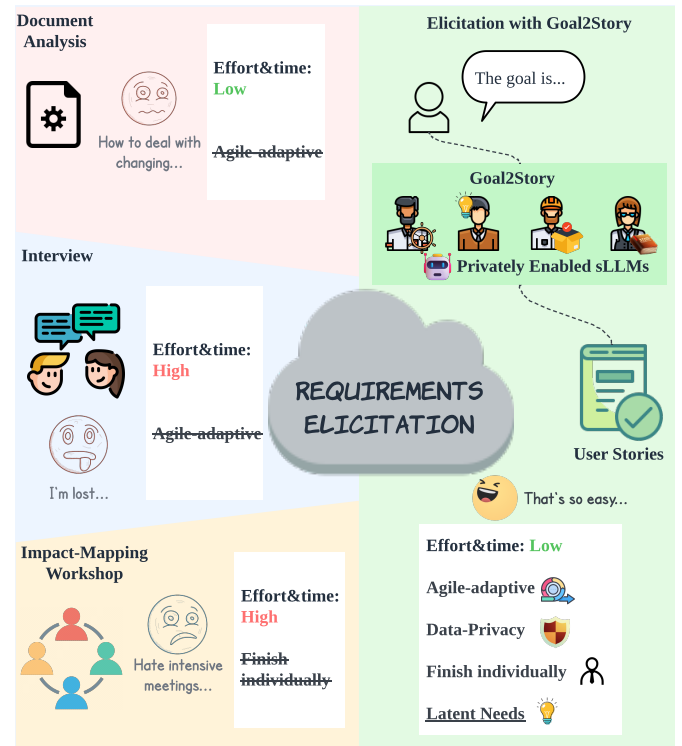 Document
Analysis
Effort&time:
Low
How to deal with
changing...
Agile-adaptive
Interview
Effort&time:
High
Agile-adaptive
I'm lost...
Impact-Mapping
Workshop
Effort&time:
High
Hate intensive
meetings...
Finish
individually
REQUIREMENTS
ELICITATION
Elicitation with Goal2Story
The goal is...
Goal2Story
Privately Enabled sLLMs
User Stories
That's so easy...
Effort&time: Low
Agile-adaptive
Data-Privacy
Finish individually
Latent Needs